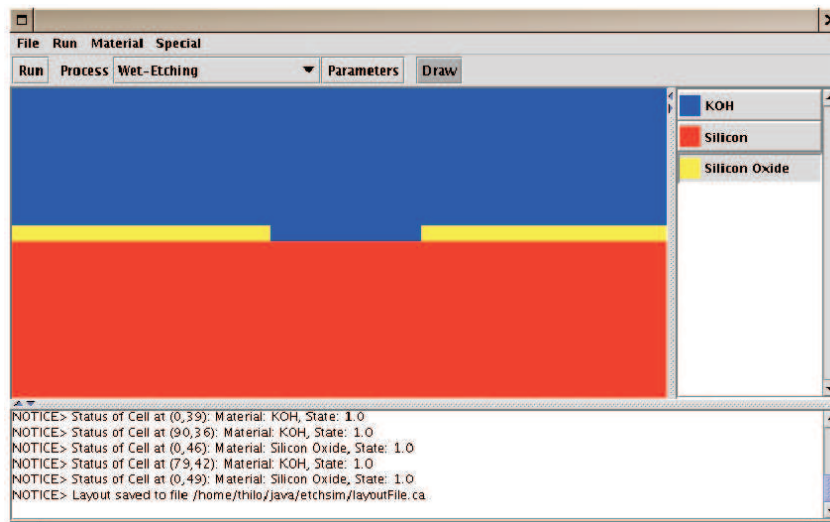 File Run Material Special
Run Process Wet-Etching Parameters Draw
KOH
Silicon
Silicon Oxide
NOTICE> Status of Cell at (0,39): Material: KOH, State: 1.0
NOTICE> Status of Cell at (90,36): Material: KOH, State: 1.0
NOTICE> Status of Cell at (0,46): Material: Silicon Oxide, State: 1.0
NOTICE> Status of Cell at (79,42): Material: KOH, State: 1.0
NOTICE> Status of Cell at (0,49): Material: Silicon Oxide, State: 1.0
NOTICE> Layout saved to file /home/thilo/java/etchsim/layoutFile.ca